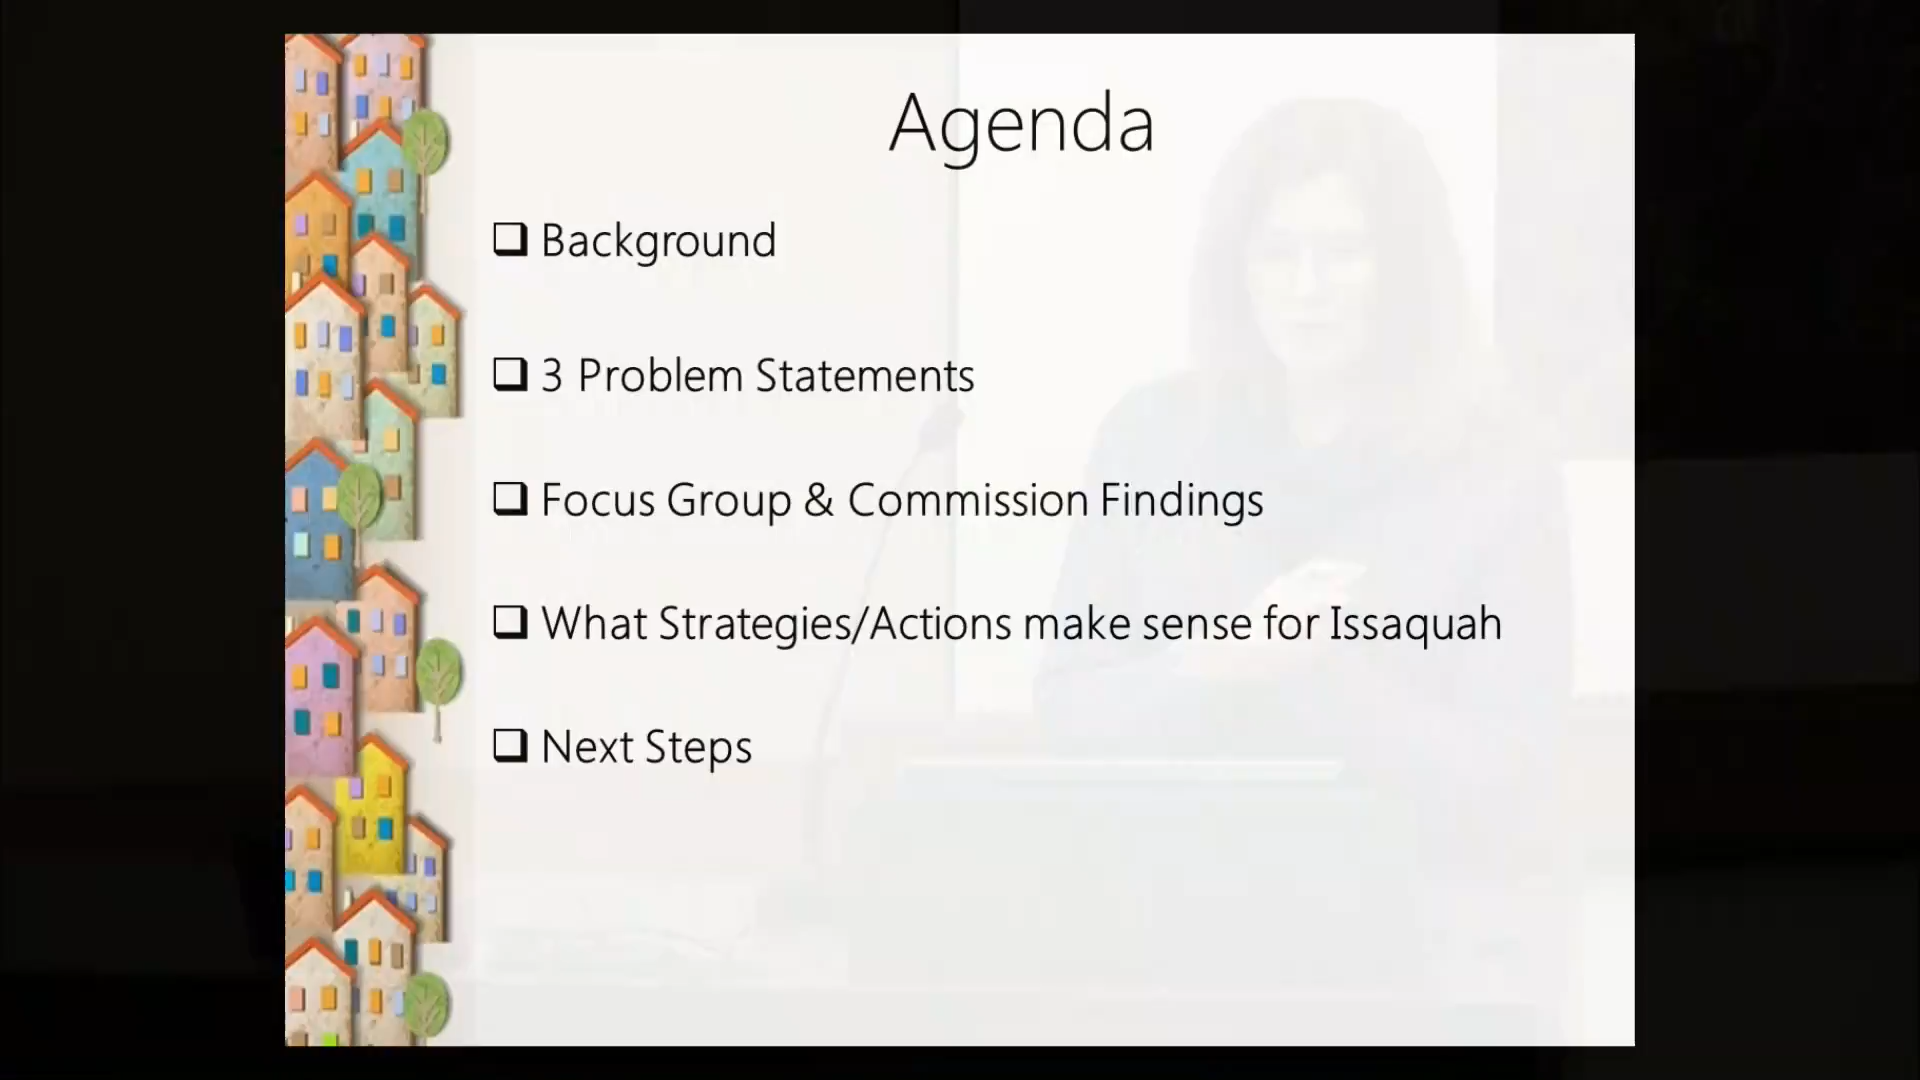 Agenda
❑ Background
❑ 3 Problem Statements
❑ Focus Group & Commission Findings
❑ What Strategies/Actions make sense for Issaquah
❑ Next Steps